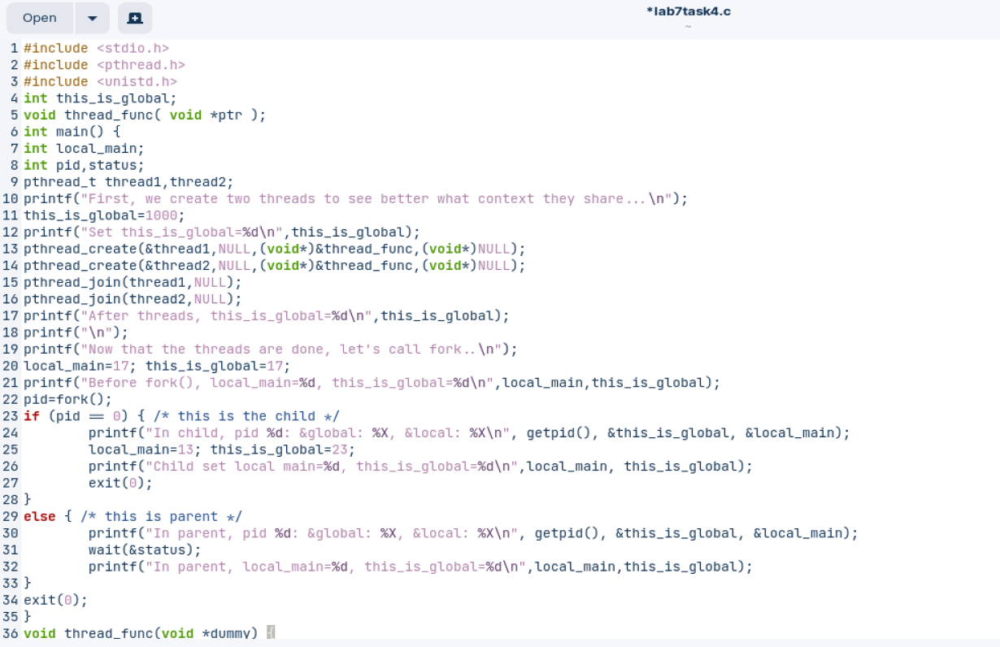 Open
*lab7task4.c
~
1 #include <stdio.h>
2 #include <pthread.h>
3 #include <unistd.h>
4 int this_is_global;
5 void thread_func( void *ptr );
6 int main() {
7 int local_main;
8 int pid,status;
9 pthread_t thread1,thread2;
10 printf("First, we create two threads to see better what context they share...\n");
11 this_is_global=1000;
12 printf("Set this_is_global=%d\n",this_is_global);
13 pthread_create(&thread1,NULL,(void*)&thread_func,(void*)NULL);
14 pthread_create(&thread2,NULL,(void*)&thread_func,(void*)NULL);
15 pthread_join(thread1,NULL);
16 pthread_join(thread2,NULL);
17 printf("After threads, this_is_global=%d\n",this_is_global);
18 printf("\n");
19 printf("Now that the threads are done, let's call fork..\n");
20 local_main=17; this_is_global=17;
21 printf("Before fork(), local_main=%d, this_is_global=%d\n",local_main,this_is_global);
22 pid=fork();
23 if (pid == 0) { /* this is the child */
24 printf("In child, pid %d: &global: %X, &local: %X\n", getpid(), &this_is_global, &local_main);
25 local_main=13; this_is_global=23;
26 printf("Child set local main=%d, this_is_global=%d\n",local_main, this_is_global);
27 exit(0);
28 }
29 else { /* this is parent */
30 printf("In parent, pid %d: &global: %X, &local: %X\n", getpid(), &this_is_global, &local_main);
31 wait(&status);
32 printf("In parent, local_main=%d, this_is_global=%d\n",local_main,this_is_global);
33 }
34 exit(0);
35 }
36 void thread_func(void *dummy) {